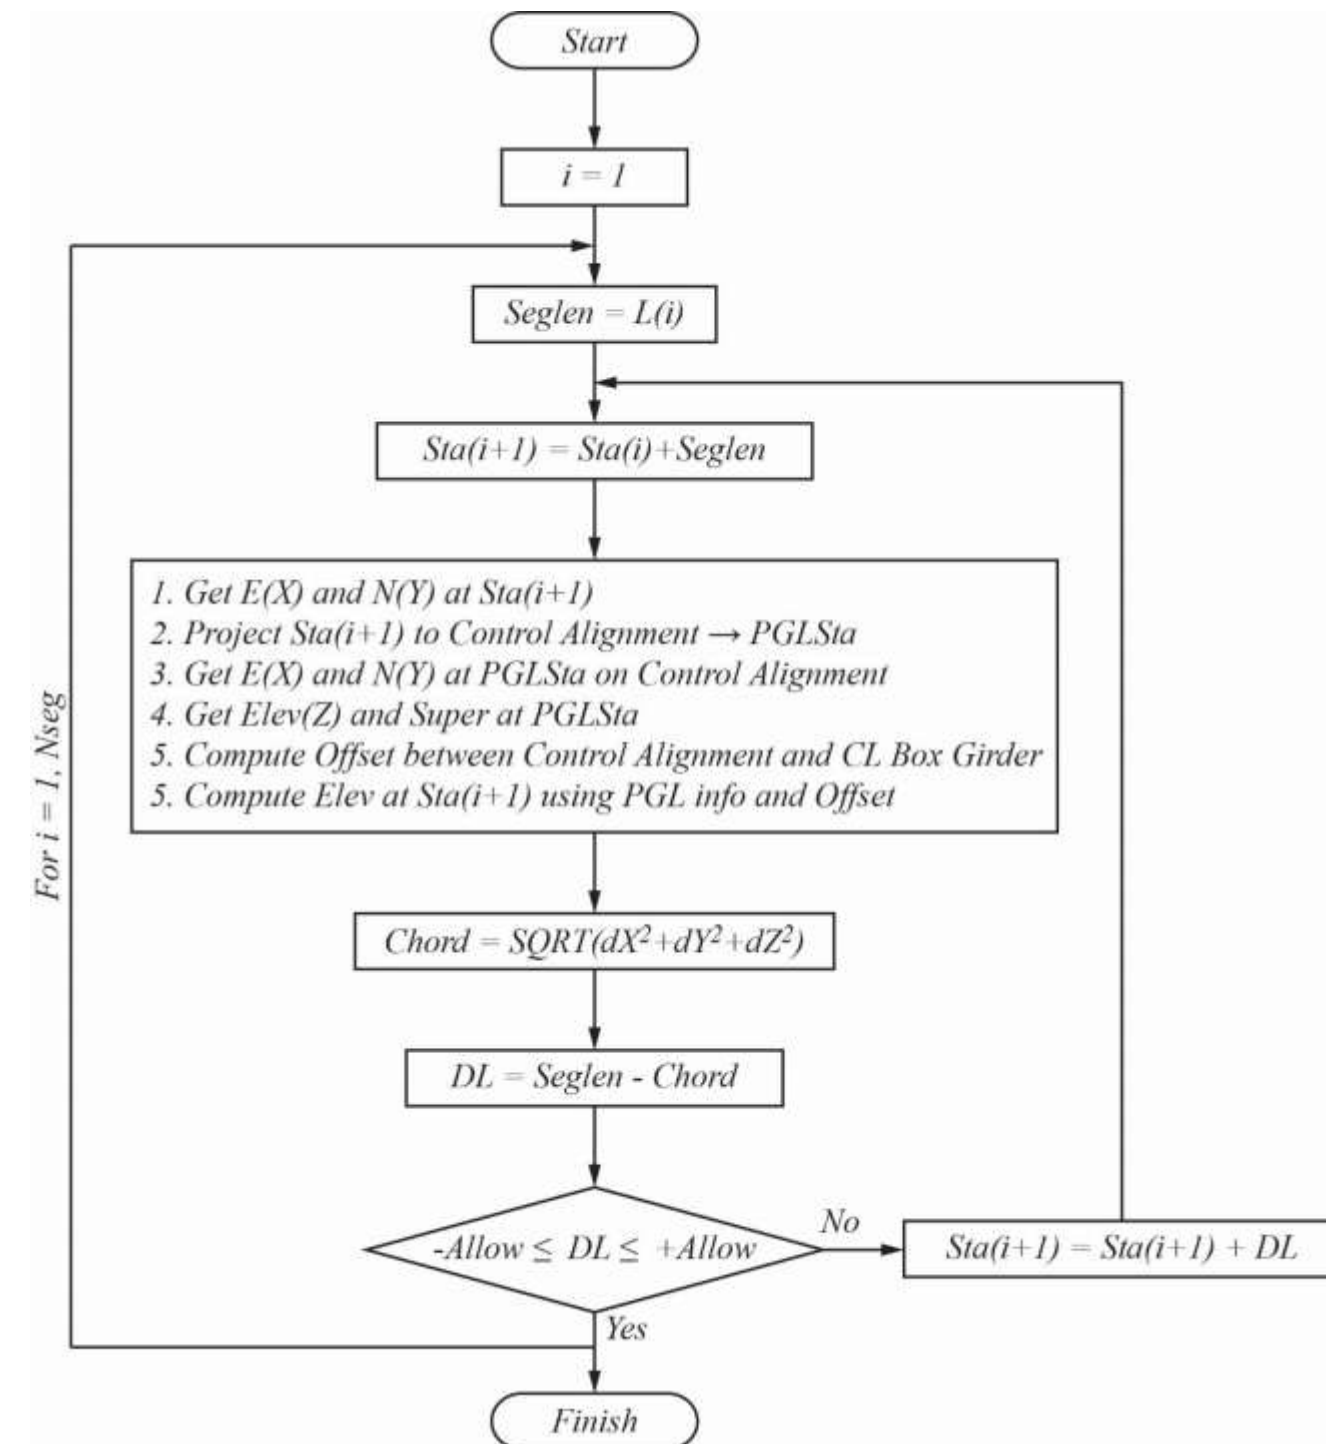 Start
i = 1
Seglen = L(i)
Sta(i+1) = Sta(i)+Seglen
1. Get E(X) and N(Y) at Sta(i+1)
2. Project Sta(i+1) to Control Alignment → PGLSta
3. Get E(X) and N(Y) at PGLSta on Control Alignment
4. Get Elev(Z) and Super at PGLSta
5. Compute Offset between Control Alignment and CL Box Girder
5. Compute Elev at Sta(i+1) using PGL info and Offset
For i = 1, Nseg
Chord = SQRT(dX²+dY²+dZ²)
DL = Seglen - Chord
-Allow ≤ DL ≤ +Allow
No
Sta(i+1) = Sta(i+1) + DL
Yes
Finish